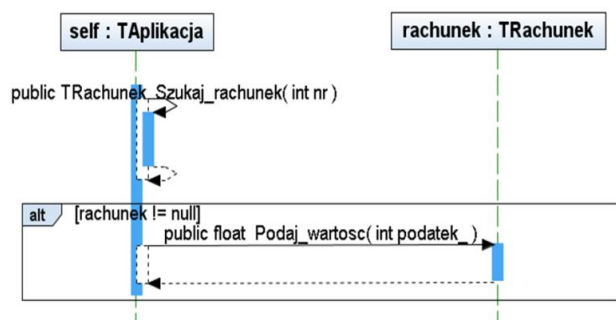 self : TAplikacja
rachunek : TRachunek
public TRachunek Szukaj_rachunek( int nr )
alt
[rachunek != null]
public float Podaj_wartosc( int podatek_ )